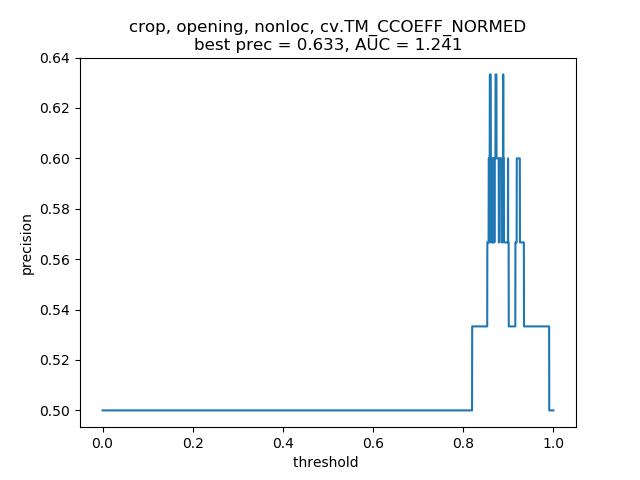 crop, opening, nonloc, cv.TM_CCOEFF_NORMED
best prec = 0.633, AUC = 1.241
0.64
0.62
0.60
0.58
0.56
0.54
0.52
0.50
precision
0.0 0.2 0.4 0.6 0.8 1.0
threshold